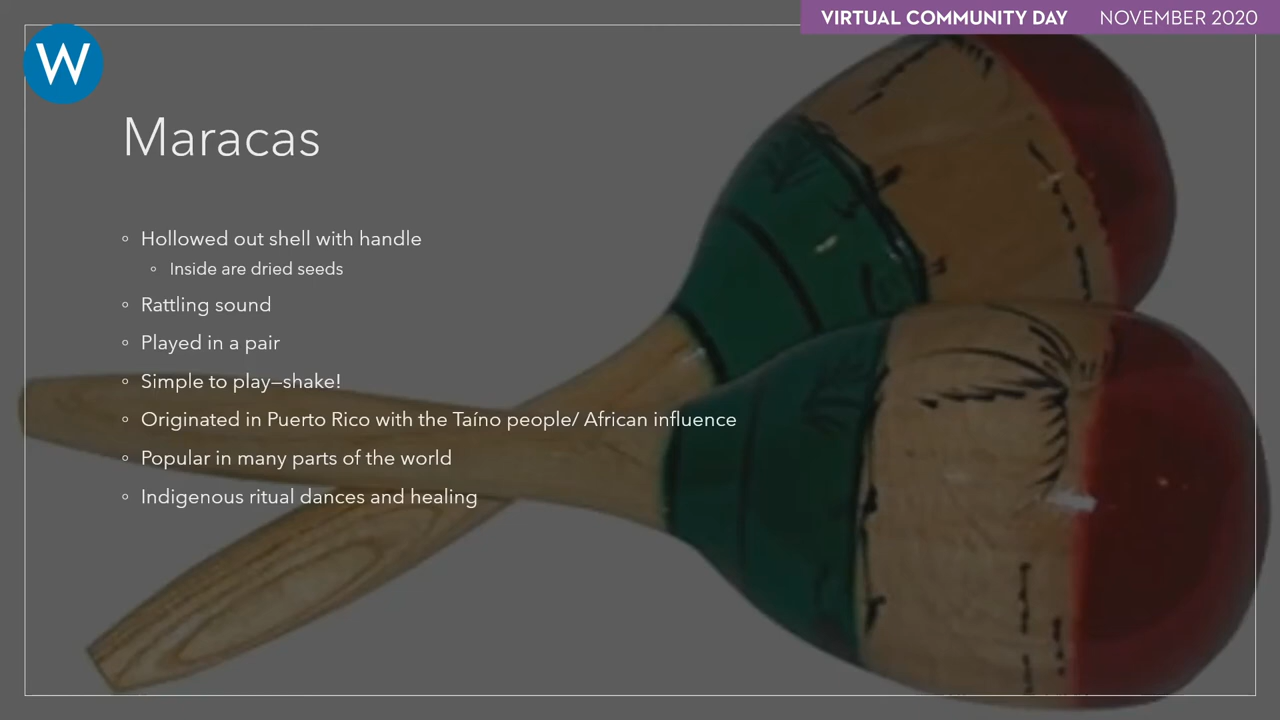 VIRTUAL COMMUNITY DAY NOVEMBER 2020
W
Maracas
Hollowed out shell with handle
Inside are dried seeds
Rattling sound
Played in a pair
Simple to play—shake!
Originated in Puerto Rico with the Taíno people/ African influence
Popular in many parts of the world
Indigenous ritual dances and healing